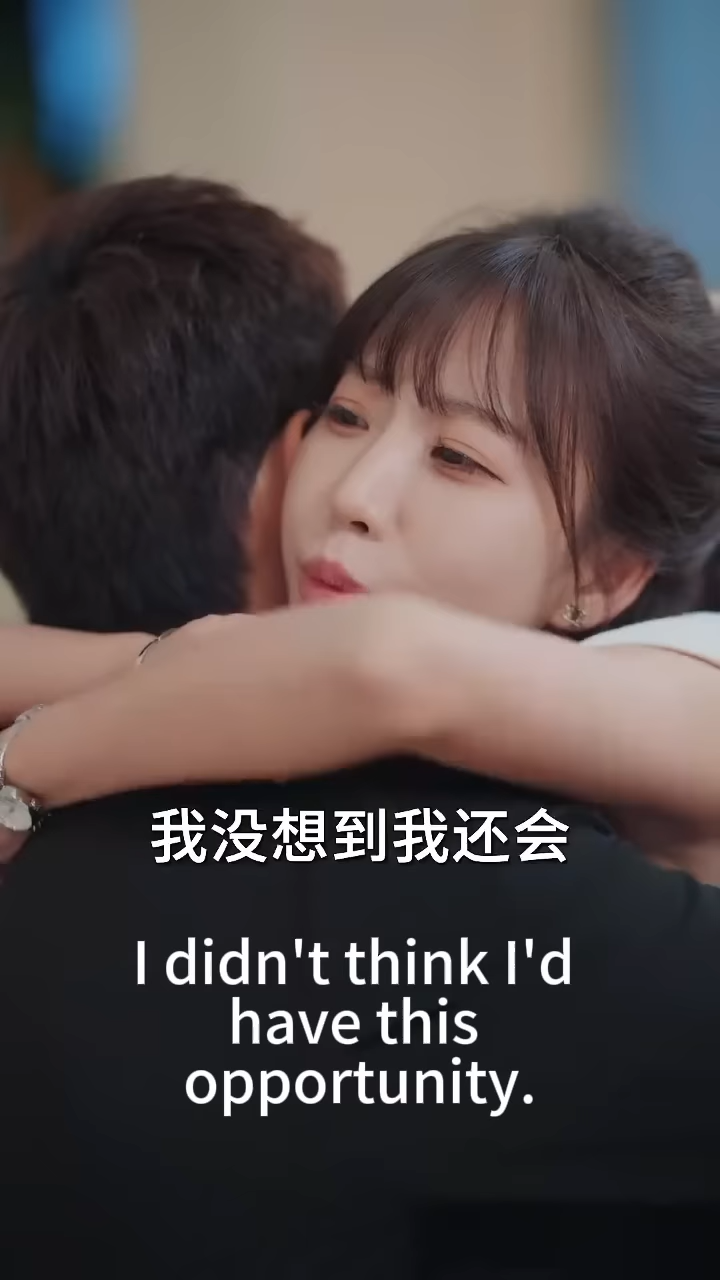 我没想到我还会
I didn't think I'd
have this
opportunity.